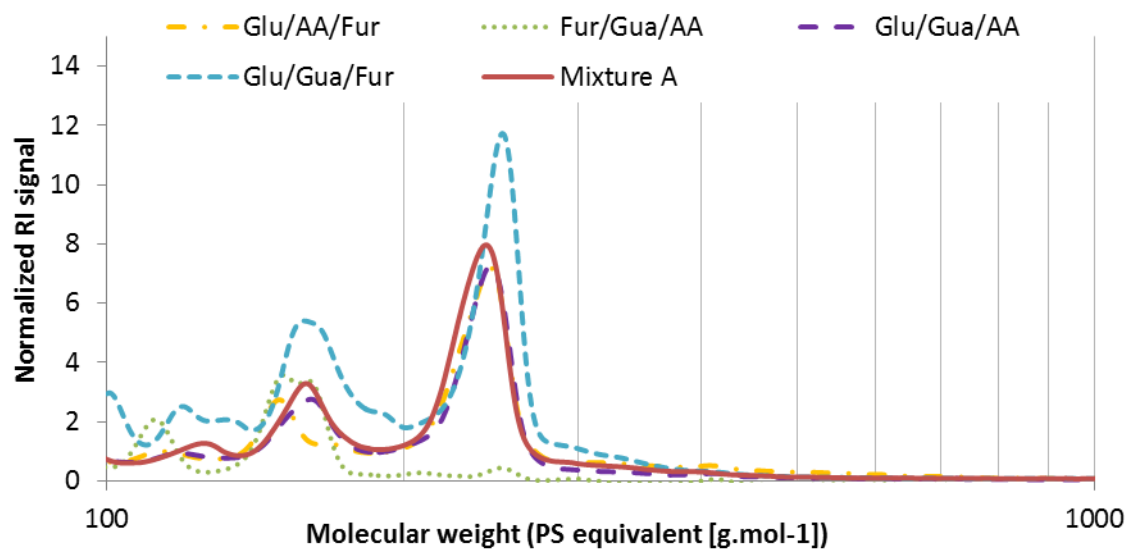 Glu/AA/Fur Fur/Gua/AA Glu/Gua/AA
Glu/Gua/Fur Mixture A
14
12
10
8
6
4
2
0
Normalized RI signal
100 1000
Molecular weight (PS equivalent [g.mol-1])